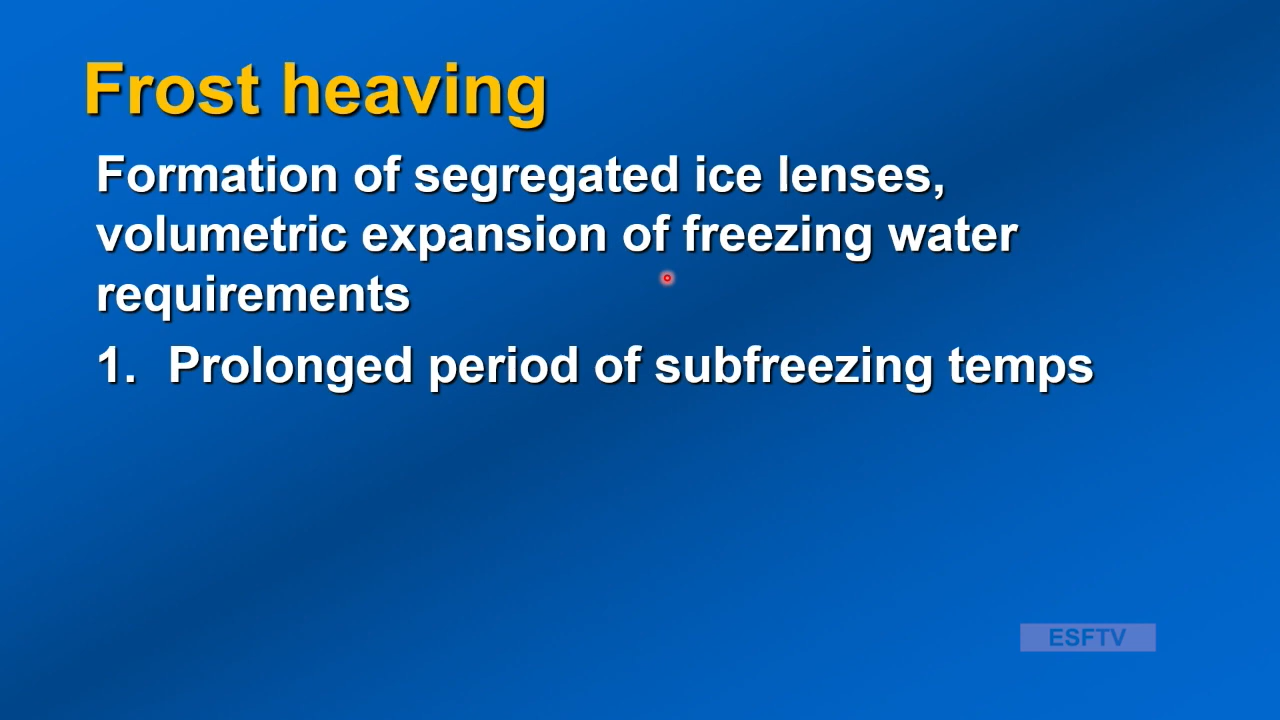 Frost heaving
Formation of segregated ice lenses,
volumetric expansion of freezing water
requirements
1. Prolonged period of subfreezing temps
ESFTV